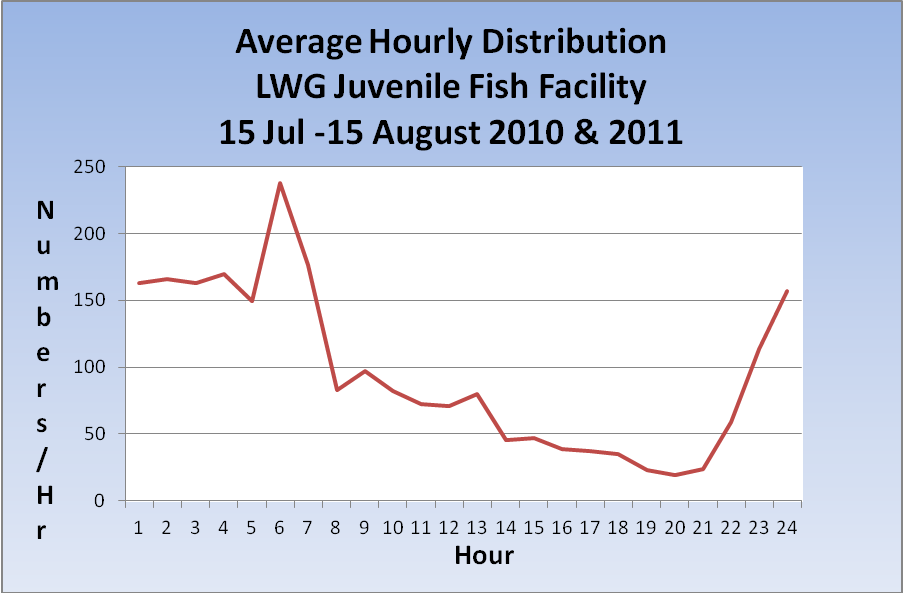 Average Hourly Distribution
LWG Juvenile Fish Facility
15 Jul -15 August 2010 & 2011
Numbers/Hr
250
200
150
100
50
0
1 2 3 4 5 6 7 8 9 10 11 12 13 14 15 16 17 18 19 20 21 22 23 24
Hour